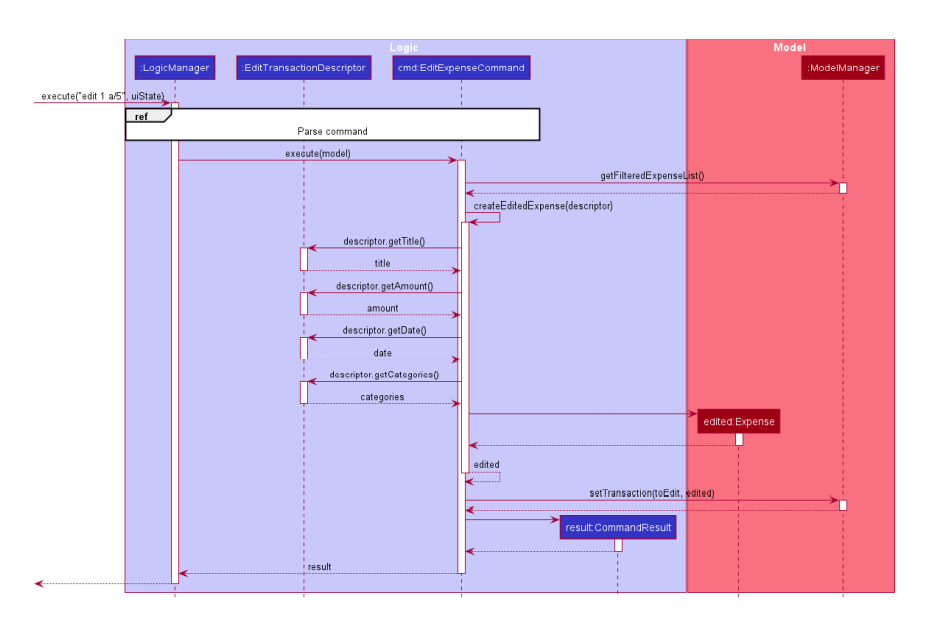 Logic
Model
:LogicManager
:EditTransactionDescriptor
cmd:EditExpenseCommand
:ModelManager
execute("edit 1 a/5", uiState)
ref
Parse command
execute(model)
getFilteredExpenseList()
createEditedExpense(descriptor)
descriptor.getTitle()
title
descriptor.getAmount()
amount
descriptor.getDate()
date
descriptor.getCategories()
categories
edited:Expense
edited
setTransaction(toEdit, edited)
result:CommandResult
result